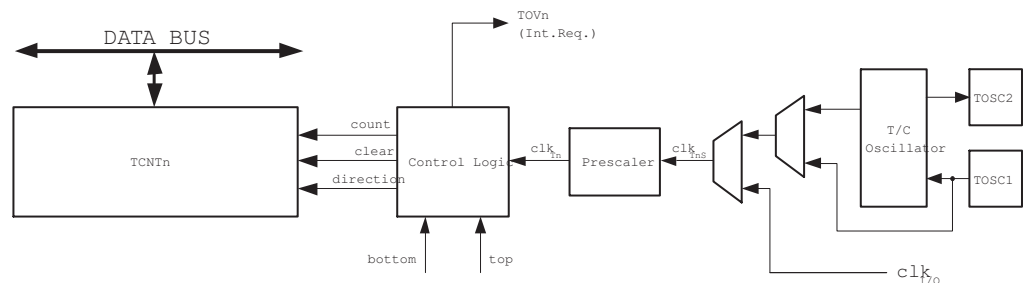 TOVn
(Int.Req.)
DATA BUS
TCNTn
count
clear
direction
Control Logic
clkTn
Prescaler
clkTnS
T/C
Oscillator
TOSC2
TOSC1
bottom
top
clkI/O